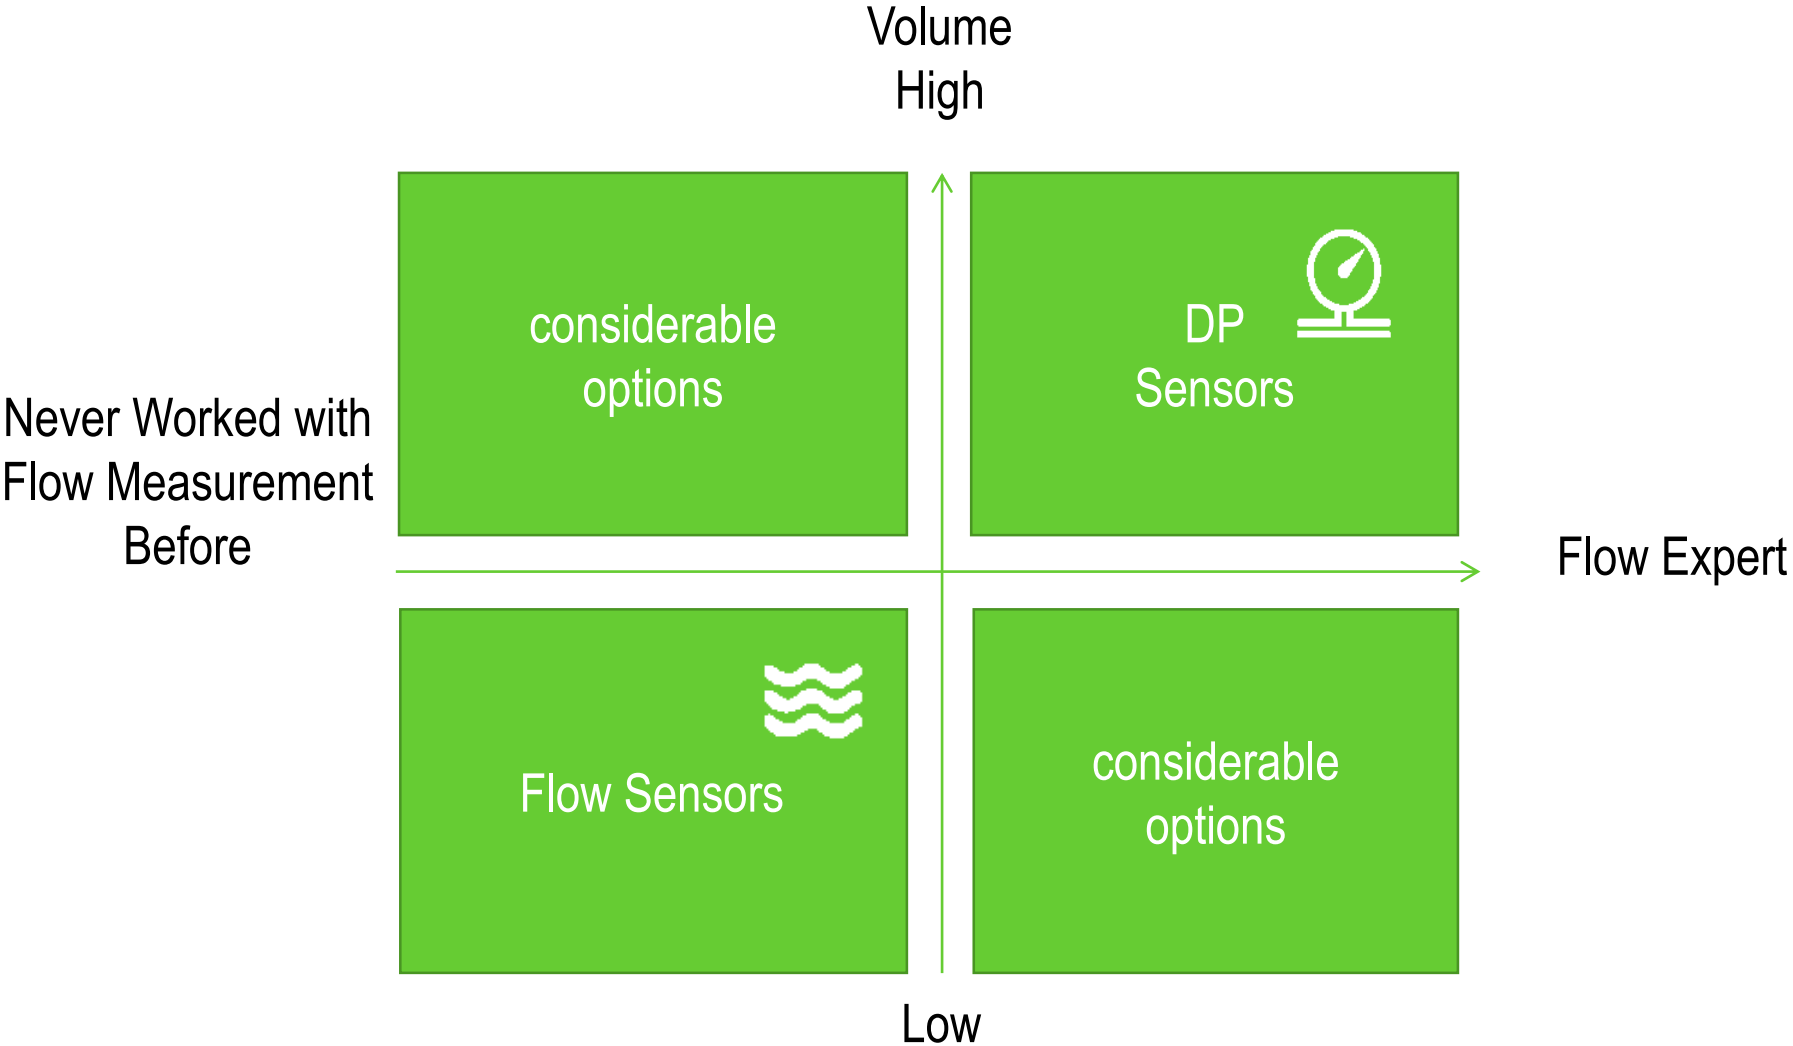 Volume
High
considerable
options
DP
Sensors
Never Worked with
Flow Measurement
Before
Flow Expert
Flow Sensors
considerable
options
Low